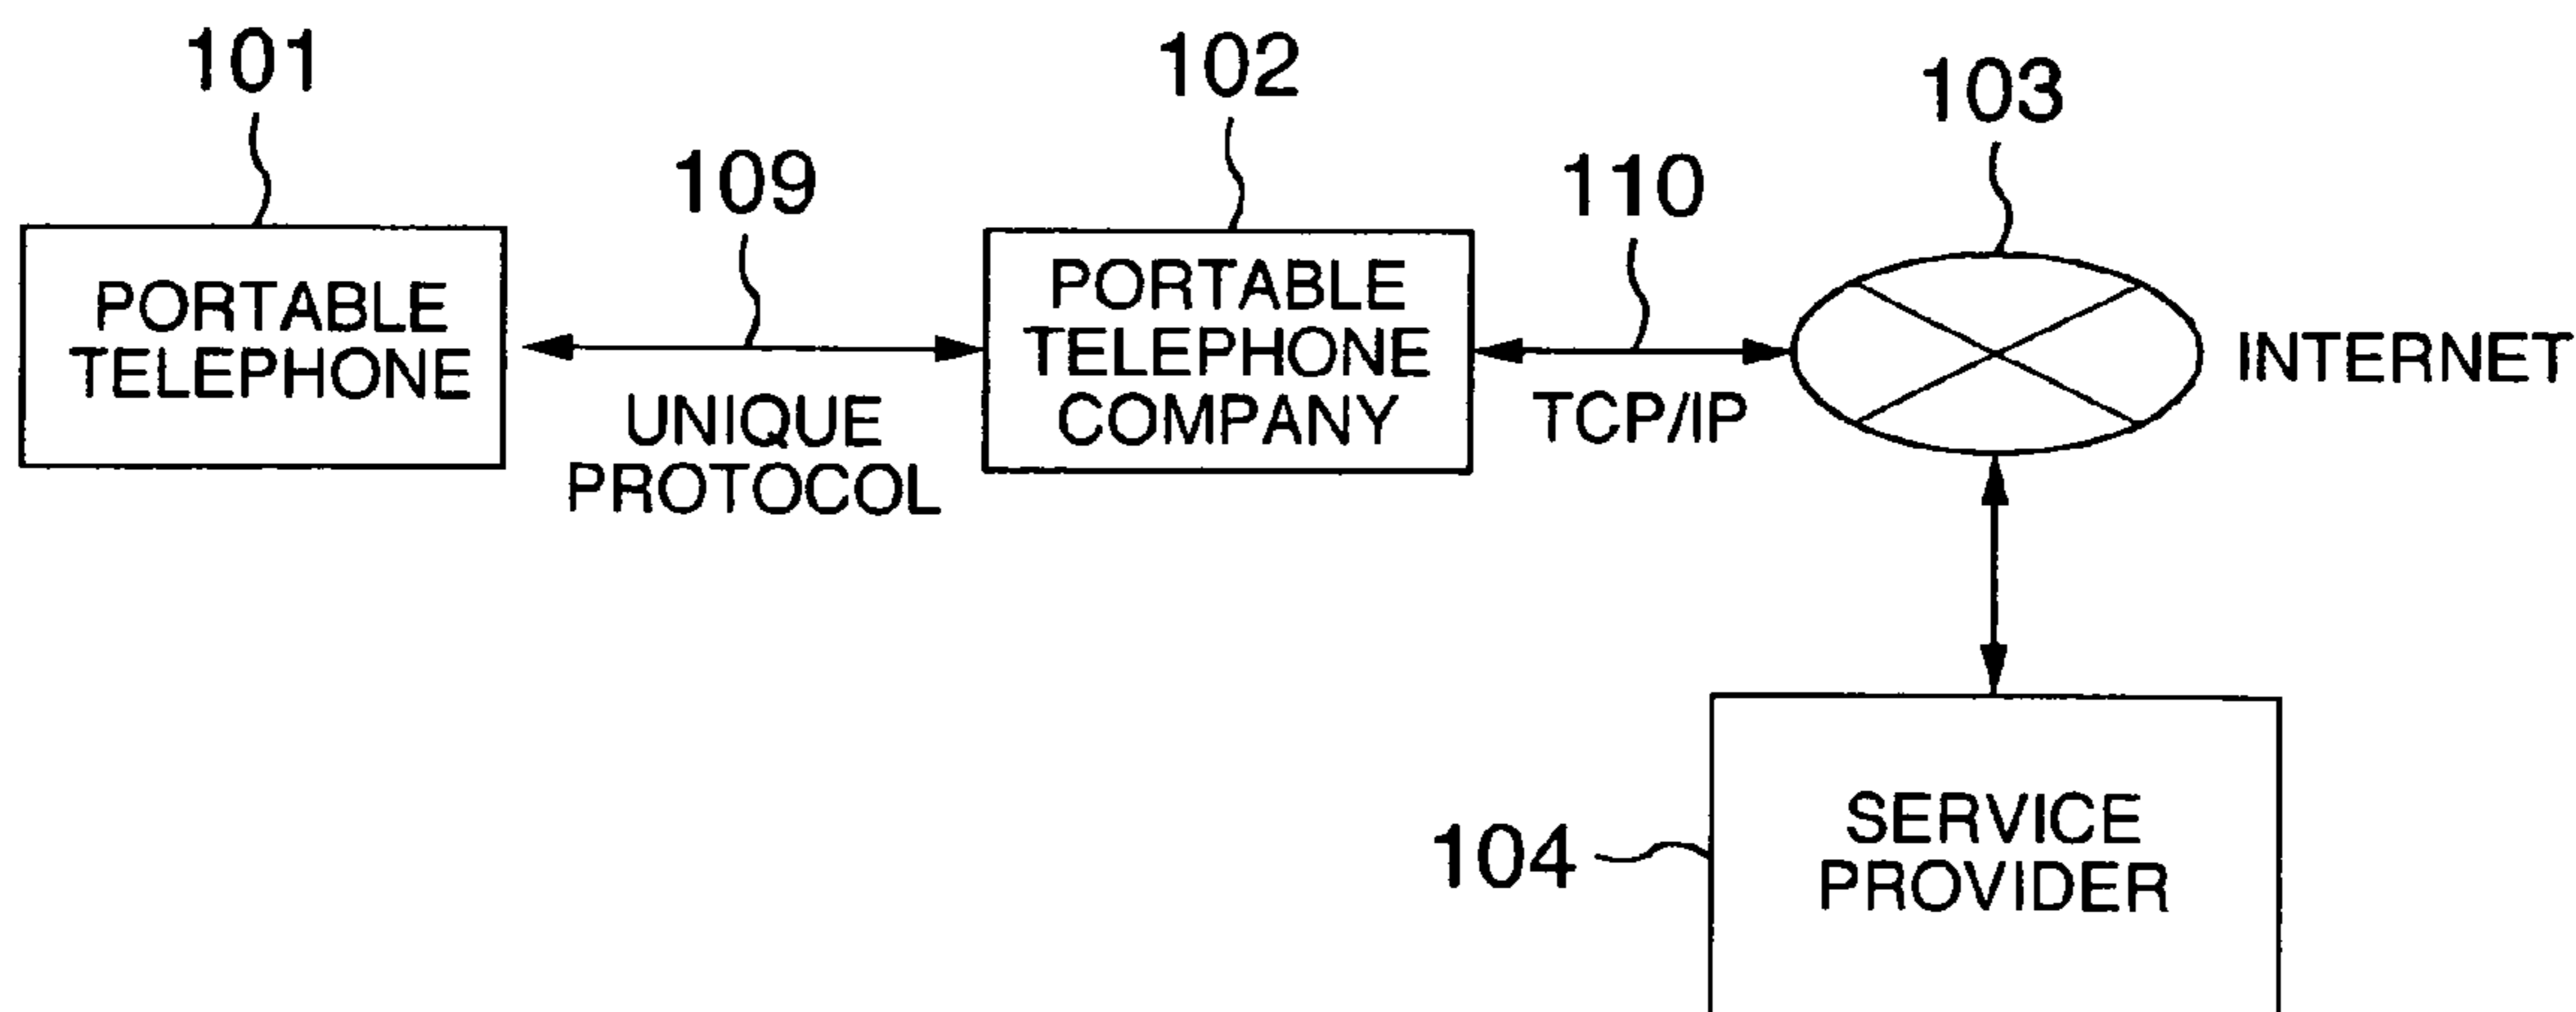 101
102
103
109
110
PORTABLE
TELEPHONE
UNIQUE
PROTOCOL
PORTABLE
TELEPHONE
COMPANY
TCP/IP
INTERNET
104
SERVICE
PROVIDER